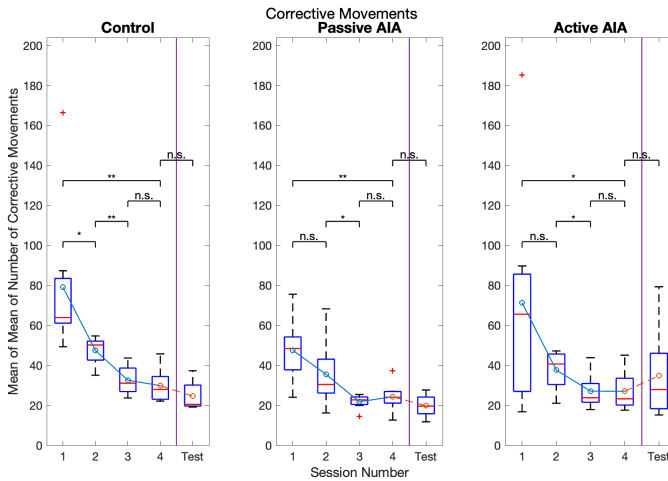 Corrective Movements
Control
Passive AIA
Active AIA
Mean of Mean of Number of Corrective Movements
200
180
160
140
120
100
80
60
40
20
0
n.s.
**
n.s.
**
*
1 2 3 4 Test
200
180
160
140
120
100
80
60
40
20
0
n.s.
**
n.s.
*
n.s.
1 2 3 4 Test
200
180
160
140
120
100
80
60
40
20
0
n.s.
*
n.s.
*
n.s.
1 2 3 4 Test
Session Number